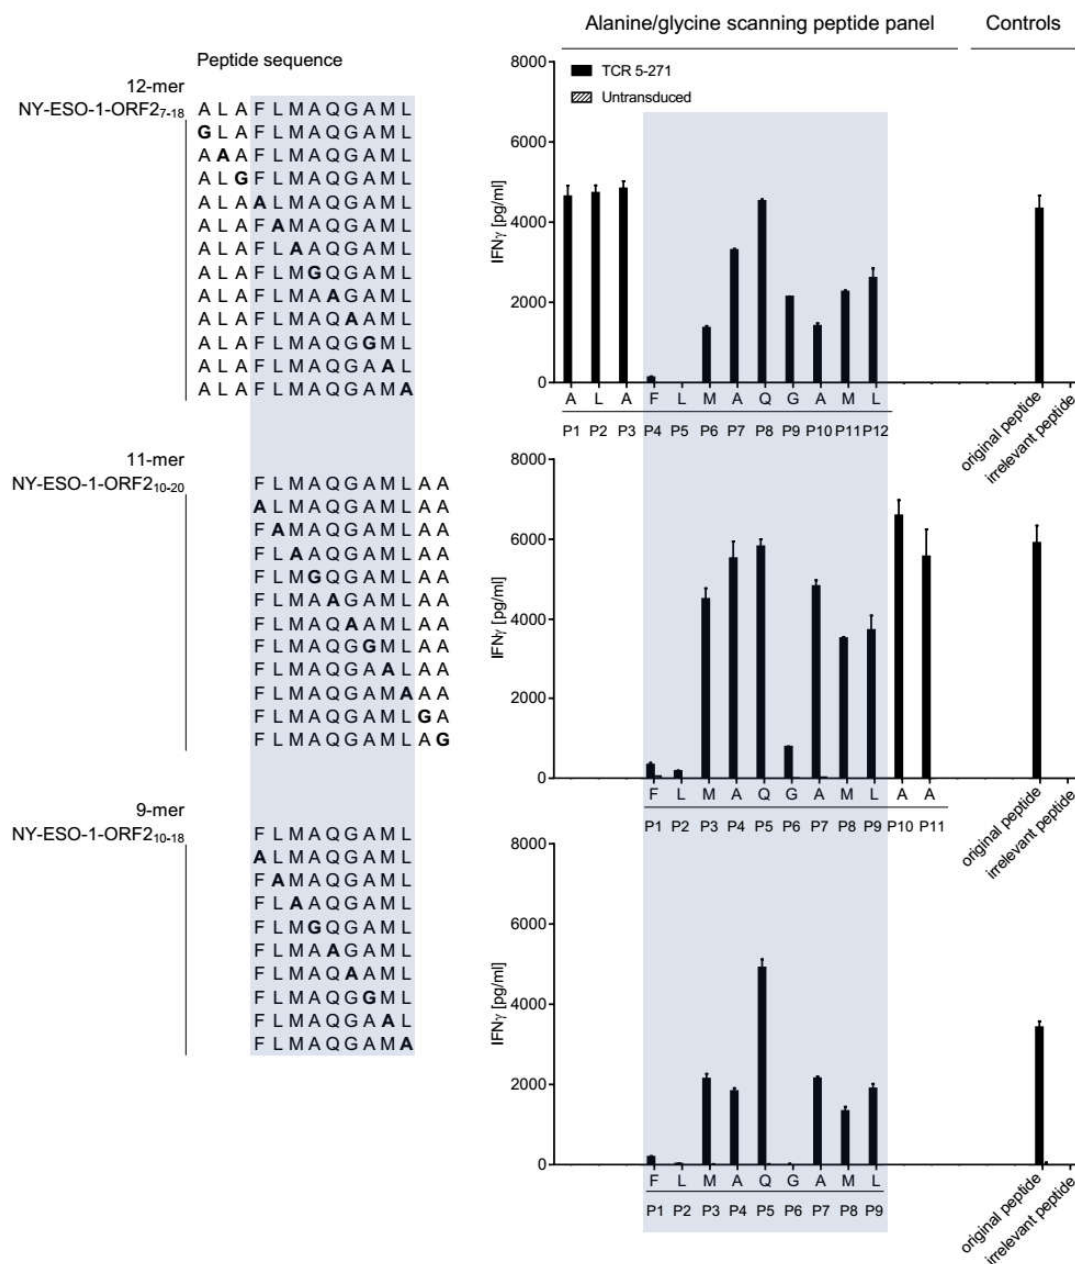 Alanine/glycine scanning peptide panel
Controls
Peptide sequence
12-mer
NY-ESO-1-ORF2₇₋₁₈
A L A F L M A Q G A M L
G L A F L M A Q G A M L
A A A F L M A Q G A M L
A L G F L M A Q G A M L
A L A A L M A Q G A M L
A L A F A M A Q G A M L
A L A F L A A Q G A M L
A L A F L M G Q G A M L
A L A F L M A A G A M L
A L A F L M A Q A A M L
A L A F L M A Q G G M L
A L A F L M A Q G A A L
A L A F L M A Q G A M A
8000
6000
4000
2000
0
IFNγ [pg/ml]
TCR 5-271
Untransduced
A L A F L M A Q G A M L
P1 P2 P3 P4 P5 P6 P7 P8 P9 P10 P11 P12
original peptide
irrelevant peptide
11-mer
NY-ESO-1-ORF2₁₀₋₂₀
F L M A Q G A M L A A
A L M A Q G A M L A A
F A M A Q G A M L A A
F L A A Q G A M L A A
F L M G Q G A M L A A
F L M A A G A M L A A
F L M A Q A A M L A A
F L M A Q G G M L A A
F L M A Q G A A L A A
F L M A Q G A M A A A
F L M A Q G A M L G A
F L M A Q G A M L A G
8000
6000
4000
2000
0
IFNγ [pg/ml]
F L M A Q G A M L A A
P1 P2 P3 P4 P5 P6 P7 P8 P9 P10 P11
original peptide
irrelevant peptide
9-mer
NY-ESO-1-ORF2₁₀₋₁₈
F L M A Q G A M L
A L M A Q G A M L
F A M A Q G A M L
F L A A Q G A M L
F L M G Q G A M L
F L M A A G A M L
F L M A Q A A M L
F L M A Q G G M L
F L M A Q G A A L
F L M A Q G A M A
8000
6000
4000
2000
0
IFNγ [pg/ml]
F L M A Q G A M L
P1 P2 P3 P4 P5 P6 P7 P8 P9
original peptide
irrelevant peptide